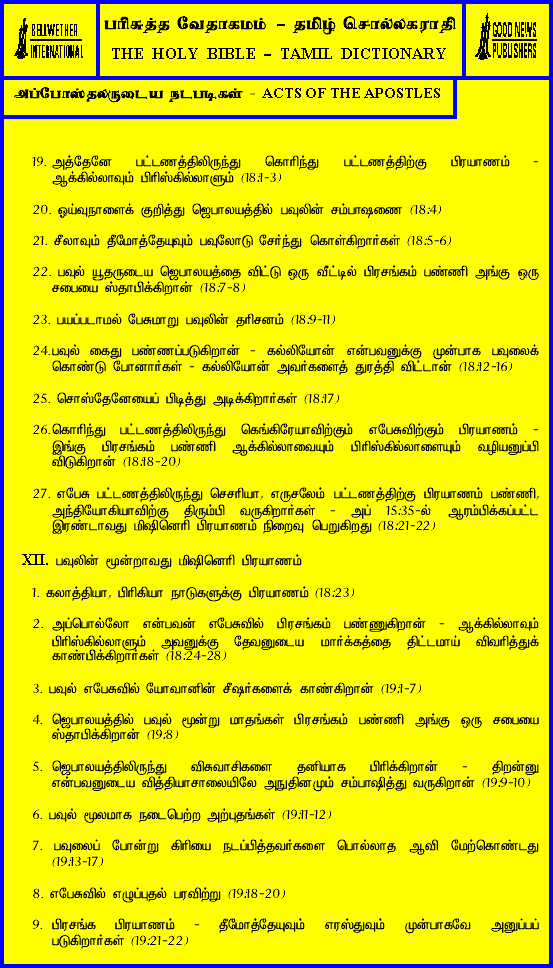 BELLWETHER
INTERNATIONAL
பரிசுத்த வேதாகமம் – தமிழ் சொல்லகராதி
THE HOLY BIBLE – TAMIL DICTIONARY
GOOD NEWS
PUBLISHERS
அப்போஸ்தலருடைய நடபடிகள் - ACTS OF THE APOSTLES
19. அத்தேனே பட்டணத்திலிருந்து கொரிந்து பட்டணத்திற்கு பிரயாணம் -
ஆக்கில்லாவும் பிரிஸ்கில்லாளும் (18:1-3)
20. ஓய்வுநாளைக் குறித்து ஜெபாலயத்தில் பவுலின் சம்பாஷணை (18:4)
21. சீலாவும் தீமோத்தேயுவும் பவுலோடு சேர்ந்து கொள்கிறார்கள் (18:5-6)
22. பவுல் யூதருடைய ஜெபாலயத்தை விட்டு ஒரு வீட்டில் பிரசங்கம் பண்ணி அங்கு ஒரு
சபையை ஸ்தாபிக்கிறான் (18:7-8)
23. பயப்படாமல் பேசுமாறு பவுலின் தரிசனம் (18:9-11)
24.பவுல் கைது பண்ணப்படுகிறான் - கல்லியோன் என்பவனுக்கு முன்பாக பவுலைக்
கொண்டு போனார்கள் - கல்லியோன் அவர்களைத் துரத்தி விட்டான் (18:12-16)
25. சொஸ்தேனேயைப் பிடித்து அடிக்கிறார்கள் (18:17)
26.கொரிந்து பட்டணத்திலிருந்து கெங்கிரேயாவிற்கும் எபேசுவிற்கும் பிரயாணம் -
இங்கு பிரசங்கம் பண்ணி ஆக்கில்லாவையும் பிரிஸ்கில்லாளையும் வழியனுப்பி
விடுகிறான் (18:18-20)
27. எபேசு பட்டணத்திலிருந்து செசரியா, எருசலேம் பட்டணத்திற்கு பிரயாணம் பண்ணி,
அந்தியோகியாவிற்கு திரும்பி வருகிறார்கள் - அப் 15:35-ல் ஆரம்பிக்கப்பட்ட
இரண்டாவது மிஷினெரி பிரயாணம் நிறைவு பெறுகிறது (18:21-22)
XII. பவுலின் மூன்றாவது மிஷினெரி பிரயாணம்
1. கலாத்தியா, பிரிகியா நாடுகளுக்கு பிரயாணம் (18:23)
2. அப்பொல்லோ என்பவன் எபேசுவில் பிரசங்கம் பண்ணுகிறான் - ஆக்கில்லாவும்
பிரிஸ்கில்லாளும் அவனுக்கு தேவனுடைய மார்க்கத்தை திட்டமாய் விவரித்துக்
காண்பிக்கிறார்கள் (18:24-28)
3. பவுல் எபேசுவில் யோவானின் சீஷர்களைக் காண்கிறான் (19:1-7)
4. ஜெபாலயத்தில் பவுல் மூன்று மாதங்கள் பிரசங்கம் பண்ணி அங்கு ஒரு சபையை
ஸ்தாபிக்கிறான் (19:8)
5. ஜெபாலயத்திலிருந்து விசுவாசிகளை தனியாக பிரிக்கிறான் - திறன்னு
என்பவனுடைய வித்தியாசாலையிலே அநுதினமும் சம்பாஷித்து வருகிறான் (19:9-10)
6. பவுல் மூலமாக நடைபெற்ற அற்புதங்கள் (19:11-12)
7. பவுலைப் போன்று கிரியை நடப்பித்தவர்களை பொல்லாத ஆவி மேற்கொண்டது
(19:13-17)
8. எபேசுவில் எழுப்புதல் பரவிற்று (19:18-20)
9. பிரசங்க பிரயாணம் - தீமோத்தேயுவும் எரஸ்துவும் முன்பாகவே அனுப்பப்
படுகிறார்கள் (19:21-22)